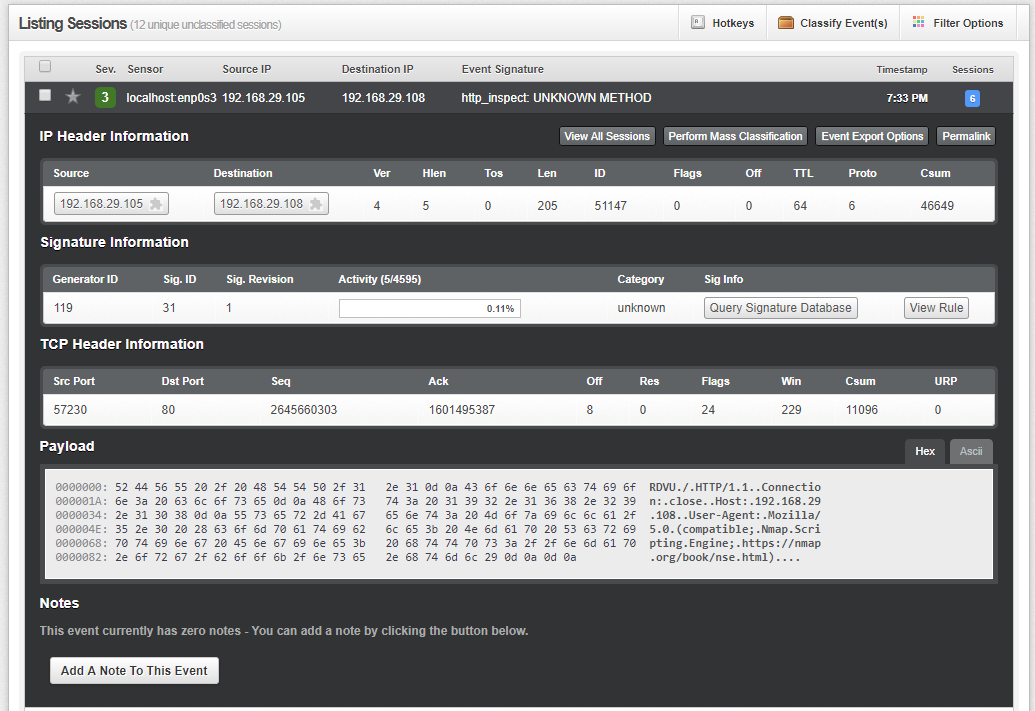 Listing Sessions (12 unique unclassified sessions) Hotkeys Classify Event(s) Filter Options
Sev. Sensor Source IP Destination IP Event Signature Timestamp Sessions
3 localhost:enp0s3 192.168.29.105 192.168.29.108 http_inspect: UNKNOWN METHOD 7:33 PM 6
IP Header Information View All Sessions Perform Mass Classification Event Export Options Permalink
Source Destination Ver Hlen Tos Len ID Flags Off TTL Proto Csum
192.168.29.105 192.168.29.108 4 5 0 205 51147 0 0 64 6 46649
Signature Information
Generator ID Sig. ID Sig. Revision Activity (5/4595) Category Sig Info
119 31 1 0.11% unknown Query Signature Database View Rule
TCP Header Information
Src Port Dst Port Seq Ack Off Res Flags Win Csum URP
57230 80 2645660303 1601495387 8 0 24 229 11096 0
Payload Hex Ascii
0000000: 52 44 56 55 20 2f 20 48 54 54 50 2f 31 2e 31 0d 0a 43 6f 6e 6e 65 63 74 69 6f RDVU./.HTTP/1.1..Connectio
000001A: 6e 3a 20 63 6c 6f 73 65 0d 0a 48 6f 73 74 3a 20 31 39 32 2e 31 36 38 2e 32 39 n:.close..Host:.192.168.29
0000034: 2e 31 30 38 0d 0a 55 73 65 72 2d 41 67 65 6e 74 3a 20 4d 6f 7a 69 6c 6c 61 2f .108..User-Agent:.Mozilla/
000004E: 35 2e 30 20 28 63 6f 6d 70 61 74 69 62 6c 65 3b 20 4e 6d 61 70 20 53 63 72 69 5.0.(compatible;.Nmap.Scri
0000068: 70 74 69 6e 67 20 45 6e 67 69 6e 65 3b 20 68 74 74 70 73 3a 2f 2f 6e 6d 61 70 pting.Engine;.https://nmap
0000082: 2e 6f 72 67 2f 62 6f 6f 6b 2f 6e 73 65 2e 68 74 6d 6c 29 0d 0a 0d 0a .org/book/nse.html)....
Notes
This event currently has zero notes - You can add a note by clicking the button below.
Add A Note To This Event